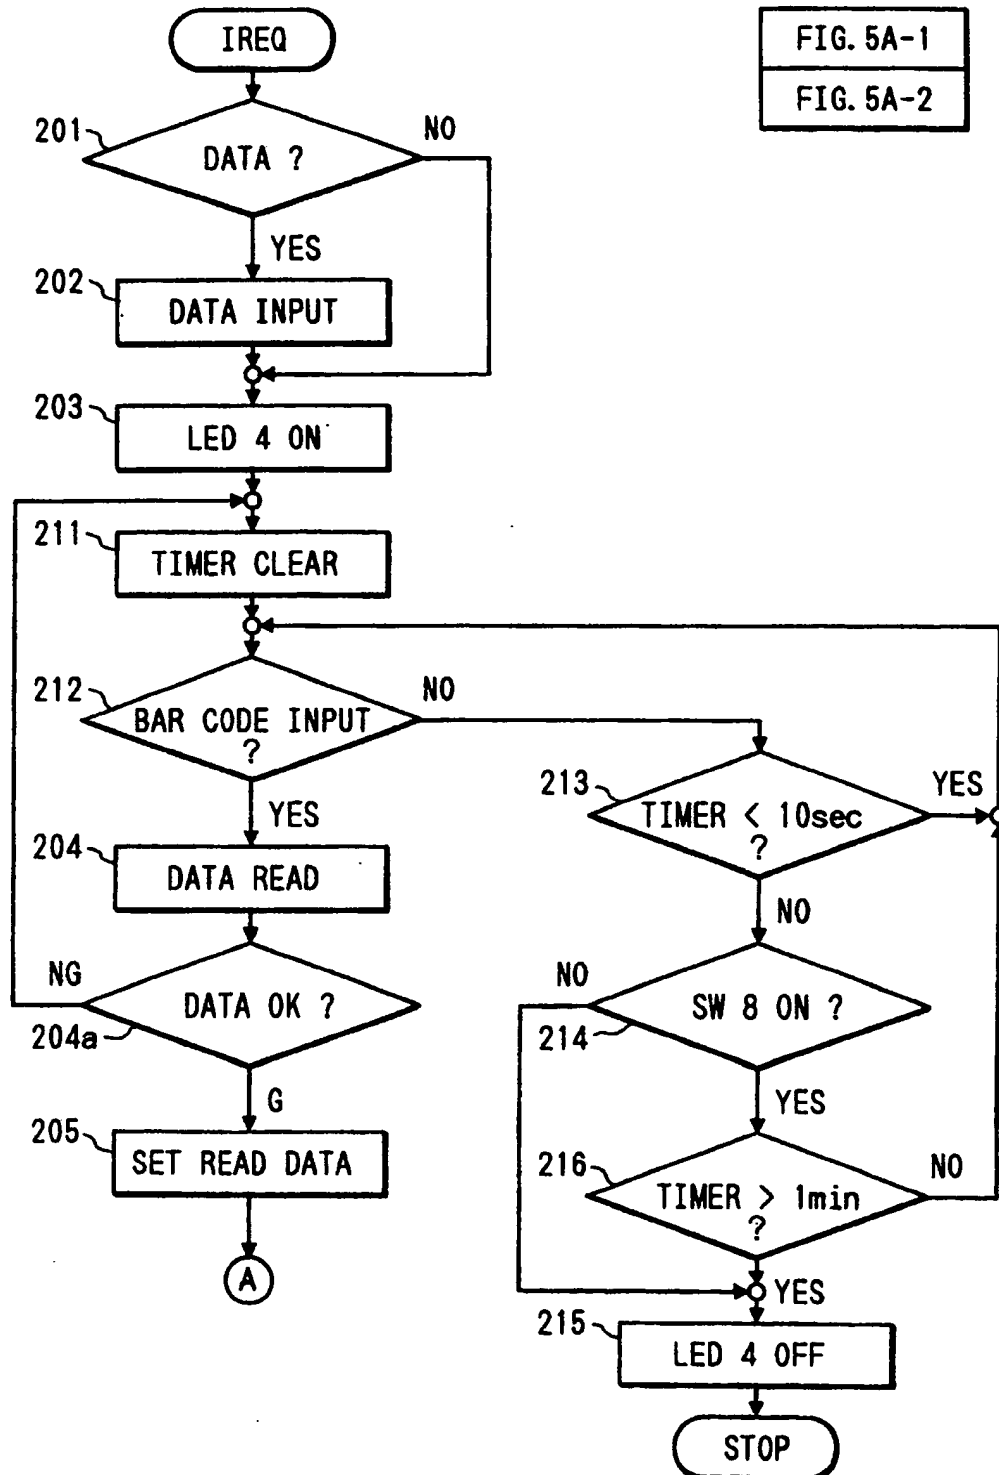 IREQ
FIG. 5A-1
FIG. 5A-2
201
DATA ?
NO
YES
202
DATA INPUT
203
LED 4 ON
211
TIMER CLEAR
212
BAR CODE INPUT
?
NO
YES
213
TIMER < 10sec
?
YES
NO
204
DATA READ
NG
DATA OK ?
204a
G
NO
SW 8 ON ?
214
YES
205
SET READ DATA
A
216
TIMER > 1min
?
NO
YES
215
LED 4 OFF
STOP